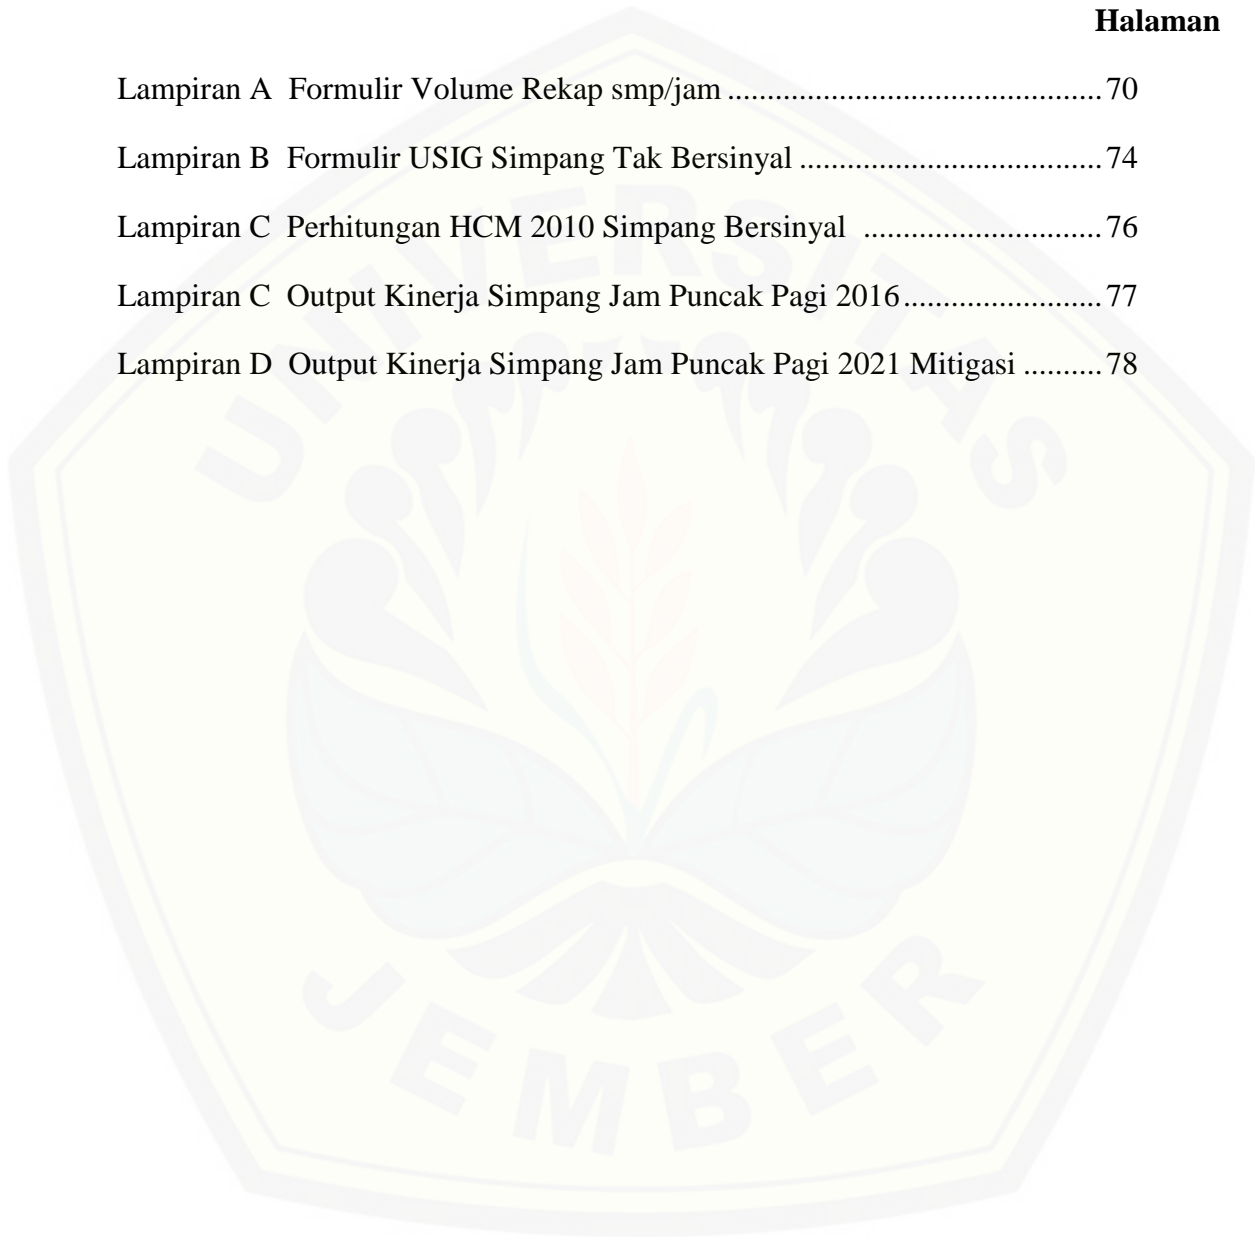 Halaman
Lampiran A Formulir Volume Rekap smp/jam ............................................ 70
Lampiran B Formulir USIG Simpang Tak Bersinyal ................................... 74
Lampiran C Perhitungan HCM 2010 Simpang Bersinyal ............................ 76
Lampiran C Output Kinerja Simpang Jam Puncak Pagi 2016 ....................... 77
Lampiran D Output Kinerja Simpang Jam Puncak Pagi 2021 Mitigasi .......... 78
UNIVERSITAS
JEMBER